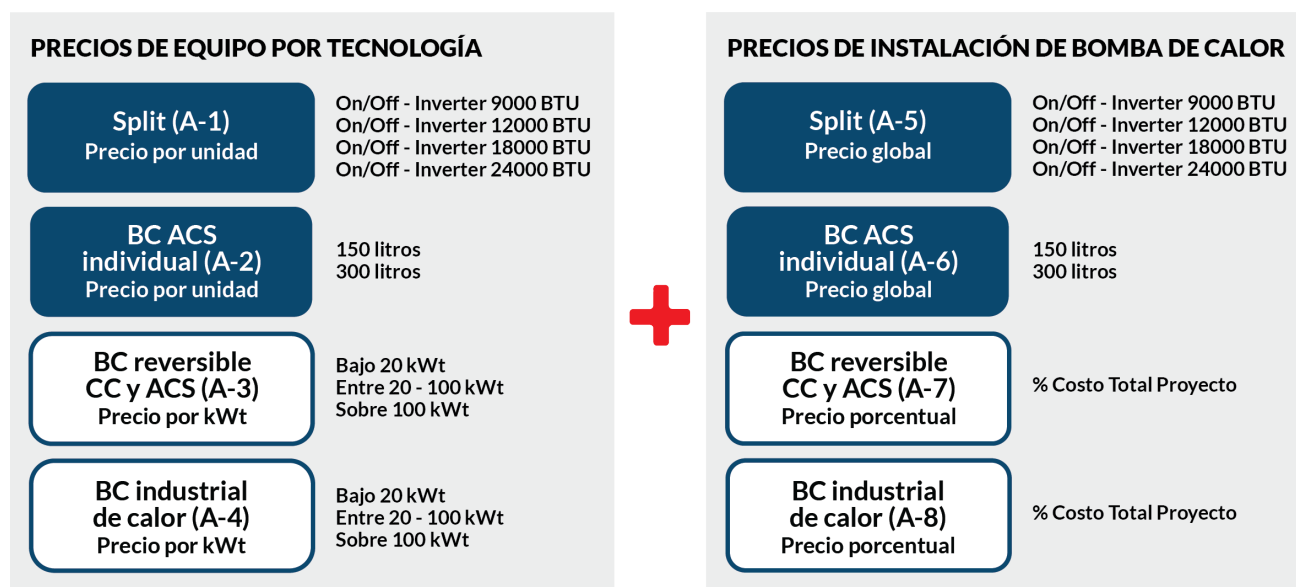 PRECIOS DE EQUIPO POR TECNOLOGÍA
Split (A-1)
Precio por unidad
On/Off - Inverter 9000 BTU
On/Off - Inverter 12000 BTU
On/Off - Inverter 18000 BTU
On/Off - Inverter 24000 BTU
BC ACS
individual (A-2)
Precio por unidad
150 litros
300 litros
BC reversible
CC y ACS (A-3)
Precio por kWt
Bajo 20 kWt
Entre 20 - 100 kWt
Sobre 100 kWt
BC industrial
de calor (A-4)
Precio por kWt
Bajo 20 kWt
Entre 20 - 100 kWt
Sobre 100 kWt
PRECIOS DE INSTALACIÓN DE BOMBA DE CALOR
Split (A-5)
Precio global
On/Off - Inverter 9000 BTU
On/Off - Inverter 12000 BTU
On/Off - Inverter 18000 BTU
On/Off - Inverter 24000 BTU
BC ACS
individual (A-6)
Precio global
150 litros
300 litros
BC reversible
CC y ACS (A-7)
Precio porcentual
% Costo Total Proyecto
BC industrial
de calor (A-8)
Precio porcentual
% Costo Total Proyecto